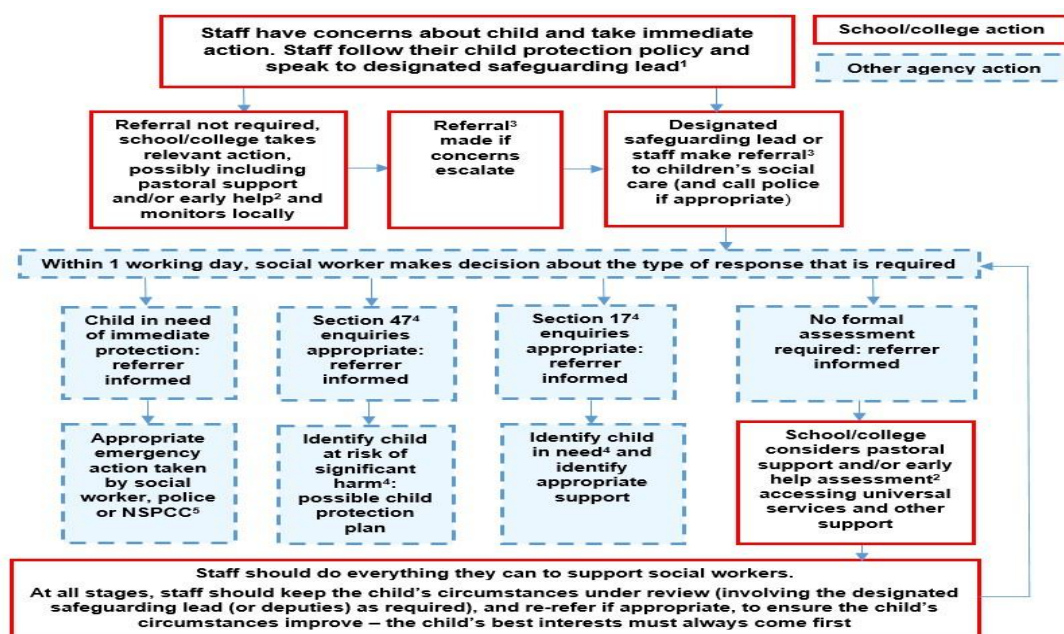 Staff have concerns about child and take immediate
action. Staff follow their child protection policy and
speak to designated safeguarding lead¹
School/college action
Other agency action
Referral not required,
school/college takes
relevant action,
possibly including
pastoral support
and/or early help² and
monitors locally
Referral³
made if
concerns
escalate
Designated
safeguarding lead or
staff make referral³
to children's social
care (and call police
if appropriate)
Within 1 working day, social worker makes decision about the type of response that is required
Child in need
of immediate
protection:
referrer
informed
Section 47⁴
enquiries
appropriate:
referrer
informed
Section 17⁴
enquiries
appropriate:
referrer
informed
No formal
assessment
required: referrer
informed
Appropriate
emergency
action taken
by social
worker, police
or NSPCC⁵
Identify child
at risk of
significant
harm⁴:
possible child
protection
plan
Identify child
in need⁴ and
identify
appropriate
support
School/college
considers pastoral
support and/or early
help assessment²
accessing universal
services and other
support
Staff should do everything they can to support social workers.
At all stages, staff should keep the child's circumstances under review (involving the designated
safeguarding lead (or deputies) as required), and re-refer if appropriate, to ensure the child's
circumstances improve – the child's best interests must always come first